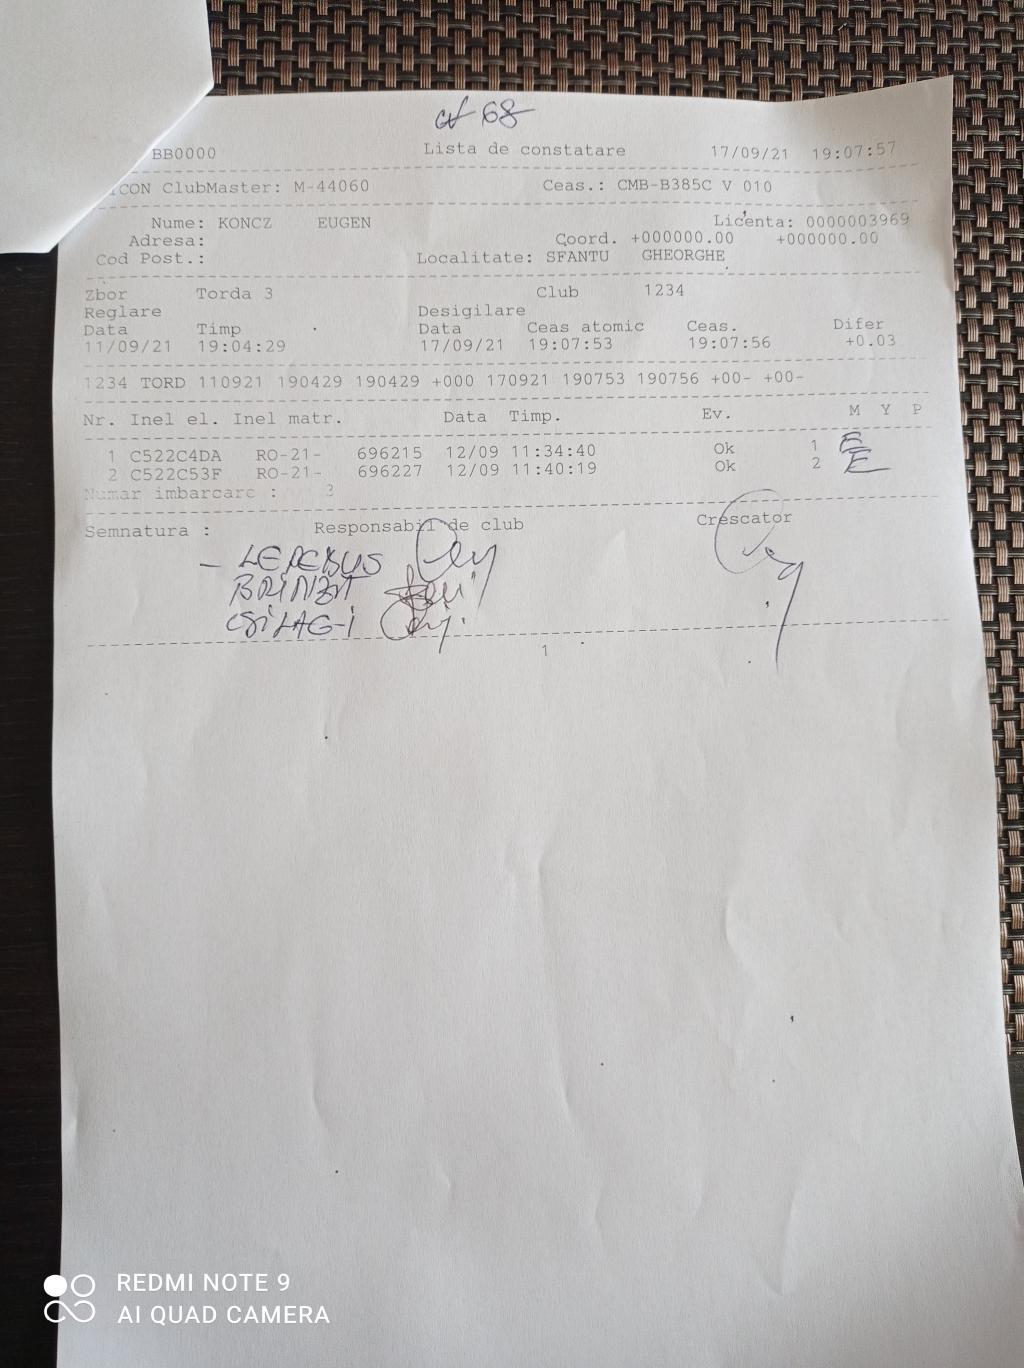 cf 68
BB0000 Lista de constatare 17/09/21 19:07:57
CON ClubMaster: M-44060 Ceas.: CMB-B385C V 010
Nume: KONCZ EUGEN Licenta: 0000003969
Adresa: Coord. +000000.00 +000000.00
Cod Post.: Localitate: SFANTU GHEORGHE
Zbor Torda 3 Club 1234
Reglare Desigilare
Data Timp Data Ceas atomic Ceas. Difer
11/09/21 19:04:29 17/09/21 19:07:53 19:07:56 +0.03
1234 TORD 110921 190429 190429 +000 170921 190753 190756 +00- +00-
Nr. Inel el. Inel matr. Data Timp. Ev. M Y P
1 C522C4DA RO-21- 696215 12/09 11:34:40 Ok 1 E
2 C522C53F RO-21- 696227 12/09 11:40:19 Ok 2 E
Numar imbarcare : 3
Semnatura : Responsabil de club Crescator
CSILAG-I
1
REDMI NOTE 9
AI QUAD CAMERA